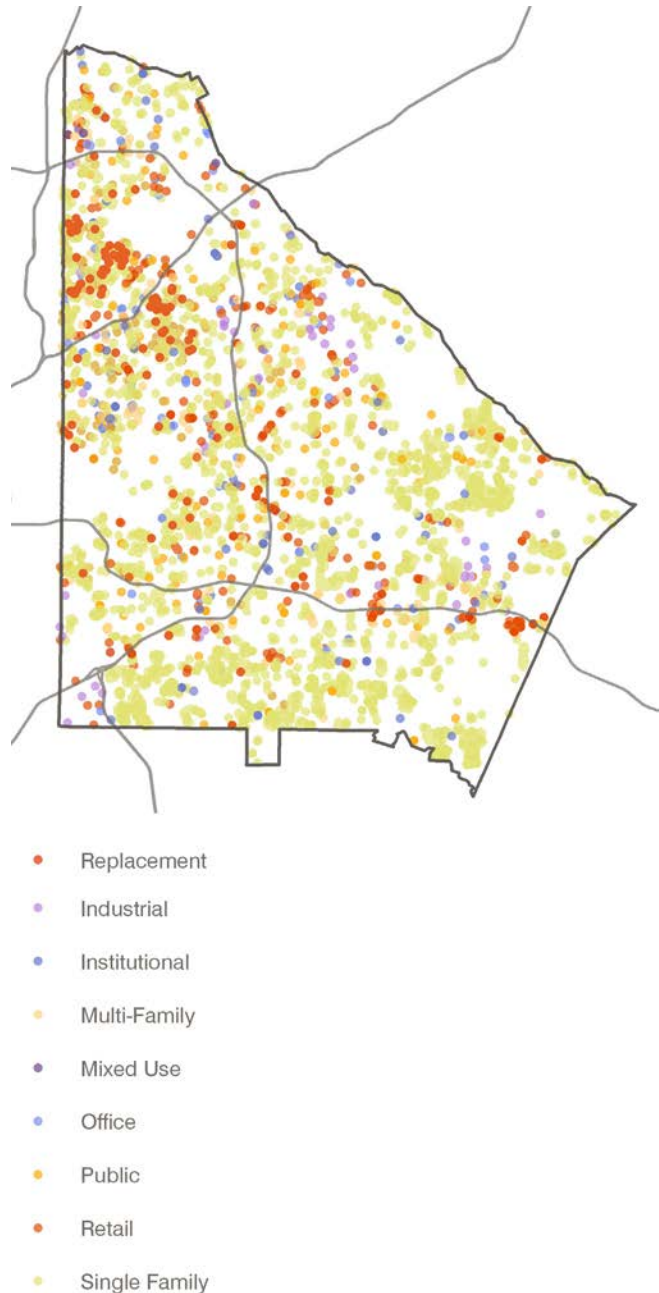 Replacement
Industrial
Institutional
Multi-Family
Mixed Use
Office
Public
Retail
Single Family